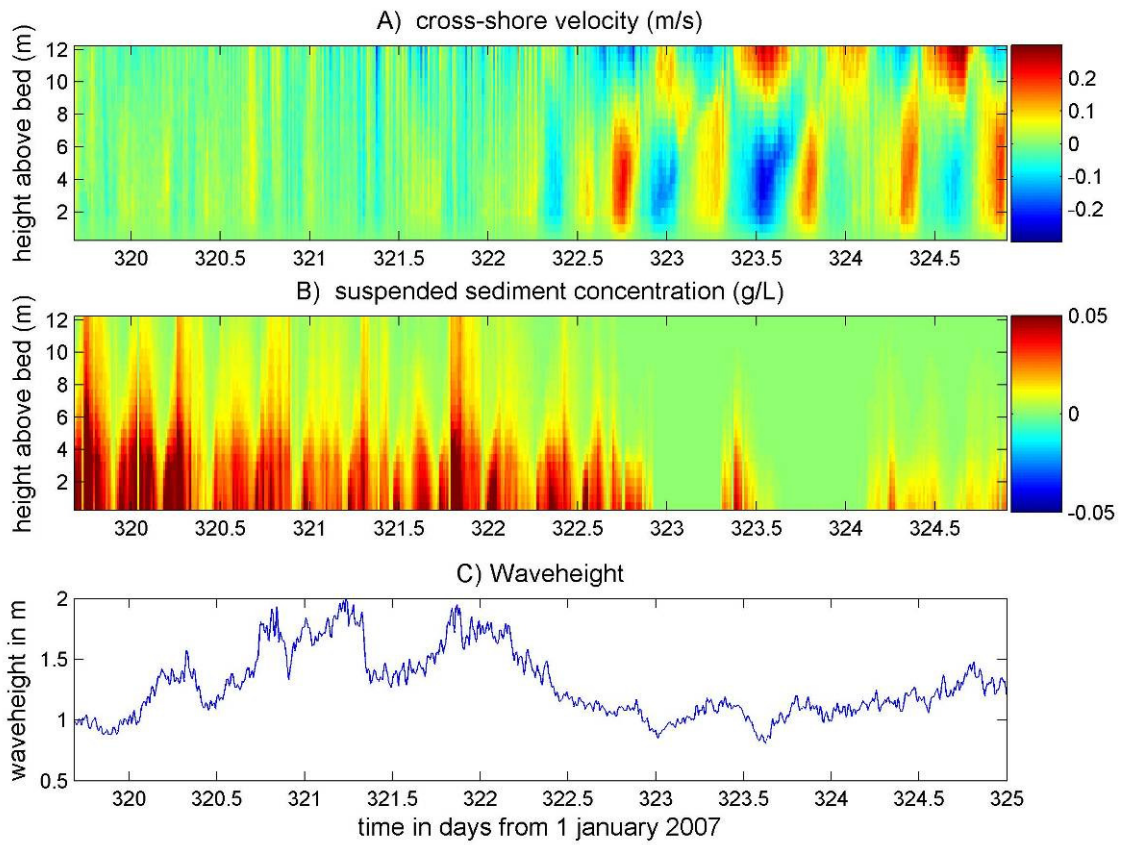 A) cross-shore velocity (m/s)
height above bed (m)
12
10
8
6
4
2
320 320.5 321 321.5 322 322.5 323 323.5 324 324.5
0.2
0.1
0
-0.1
-0.2
B) suspended sediment concentration (g/L)
height above bed (m)
12
10
8
6
4
2
320 320.5 321 321.5 322 322.5 323 323.5 324 324.5
0.05
0
-0.05
C) Waveheight
waveheight in m
2
1.5
1
0.5
320 320.5 321 321.5 322 322.5 323 323.5 324 324.5 325
time in days from 1 january 2007